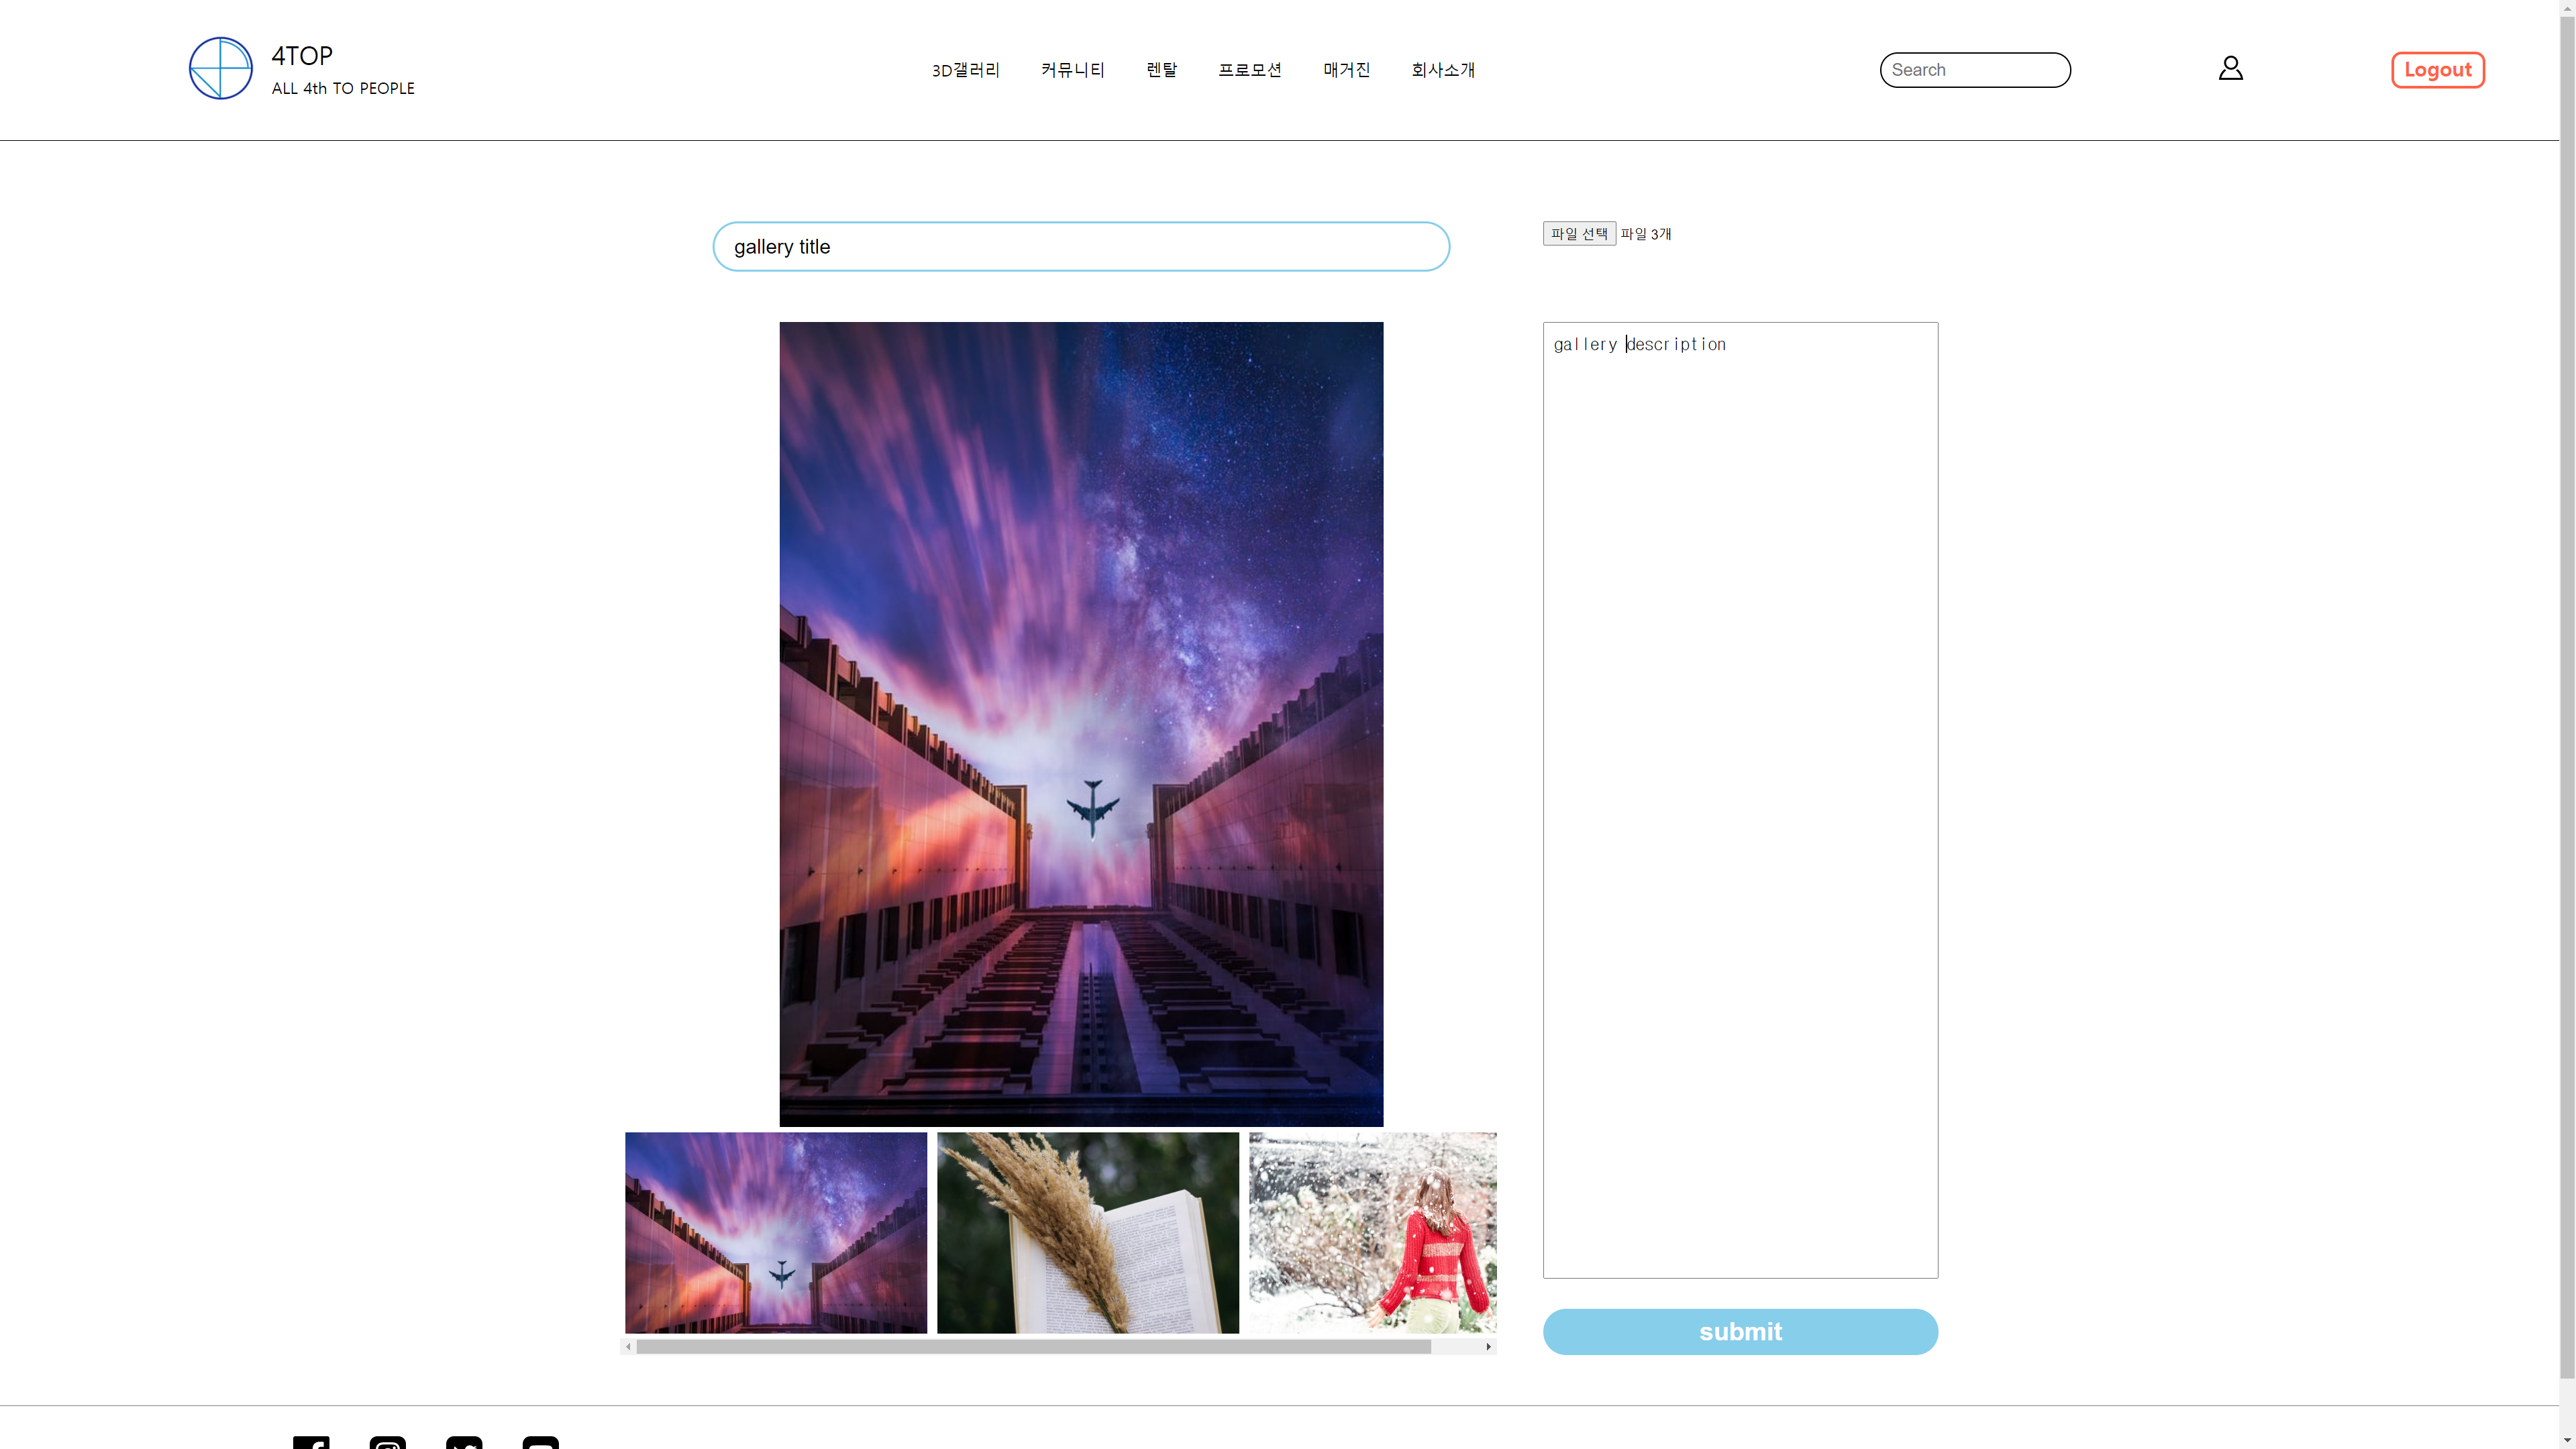 4TOP
ALL 4th TO PEOPLE
3D갤러리 커뮤니티 렌탈 프로모션 매거진 회사소개
Search
Logout
gallery title
파일 선택 파일 3개
gallery description
submit